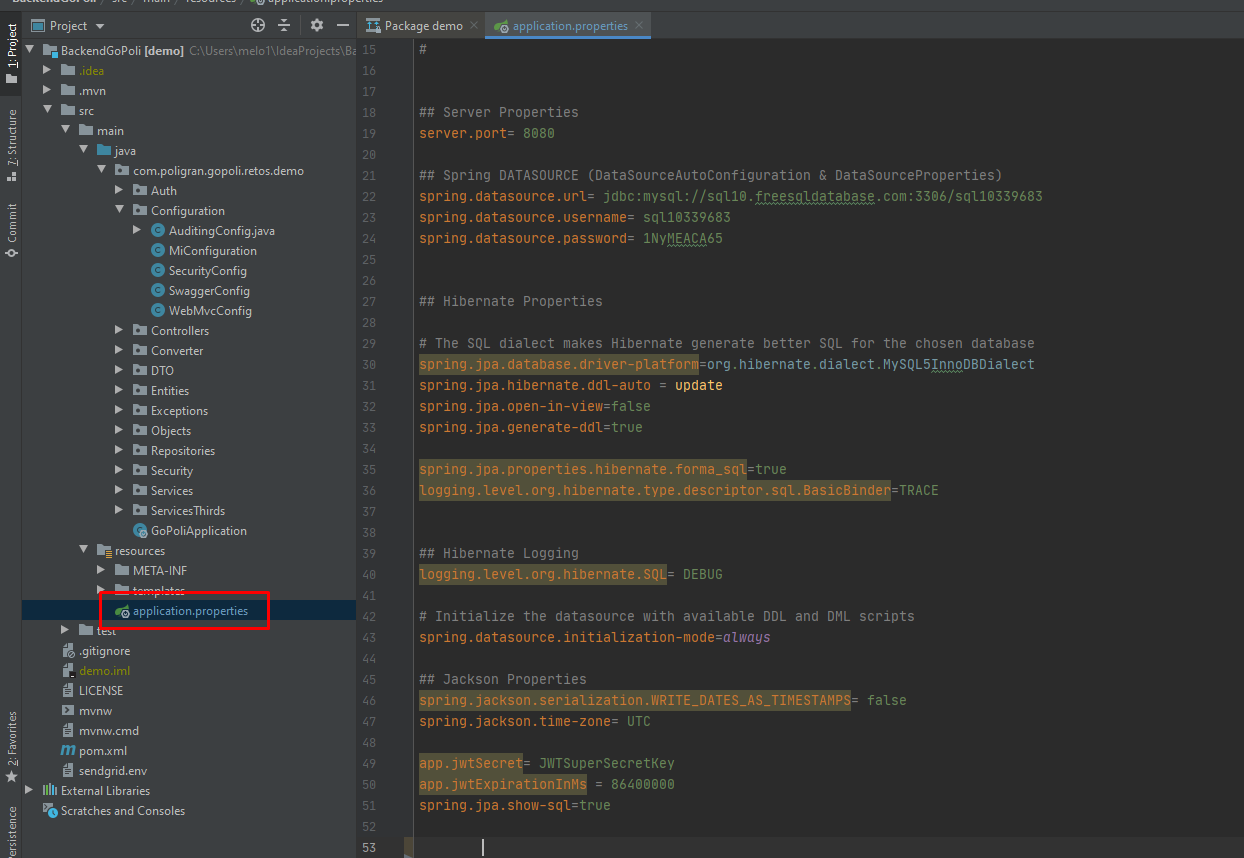 BackendGoPoli src main resources application.properties
Project
Package demo
application.properties
1: Project
7: Structure
Commit
2: Favorites
Persistence
BackendGoPoli [demo] C:\Users\melo1\IdeaProjects\Ba
.idea
.mvn
src
main
java
com.poligran.gopoli.retos.demo
Auth
Configuration
AuditingConfig.java
MiConfiguration
SecurityConfig
SwaggerConfig
WebMvcConfig
Controllers
Converter
DTO
Entities
Exceptions
Objects
Repositories
Security
Services
ServicesThirds
GoPoliApplication
resources
META-INF
templates
application.properties
test
.gitignore
demo.iml
LICENSE
mvnw
mvnw.cmd
pom.xml
sendgrid.env
External Libraries
Scratches and Consoles
15 #
16
17
18 ## Server Properties
19 server.port= 8080
20
21 ## Spring DATASOURCE (DataSourceAutoConfiguration & DataSourceProperties)
22 spring.datasource.url= jdbc:mysql://sql10.freesqldatabase.com:3306/sql10339683
23 spring.datasource.username= sql10339683
24 spring.datasource.password= 1NyMEACA65
25
26
27 ## Hibernate Properties
28
29 # The SQL dialect makes Hibernate generate better SQL for the chosen database
30 spring.jpa.database.driver-platform=org.hibernate.dialect.MySQL5InnoDBDialect
31 spring.jpa.hibernate.ddl-auto = update
32 spring.jpa.open-in-view=false
33 spring.jpa.generate-ddl=true
34
35 spring.jpa.properties.hibernate.forma_sql=true
36 logging.level.org.hibernate.type.descriptor.sql.BasicBinder=TRACE
37
38
39 ## Hibernate Logging
40 logging.level.org.hibernate.SQL= DEBUG
41
42 # Initialize the datasource with available DDL and DML scripts
43 spring.datasource.initialization-mode=always
44
45 ## Jackson Properties
46 spring.jackson.serialization.WRITE_DATES_AS_TIMESTAMPS= false
47 spring.jackson.time-zone= UTC
48
49 app.jwtSecret= JWTSuperSecretKey
50 app.jwtExpirationInMs = 86400000
51 spring.jpa.show-sql=true
52
53